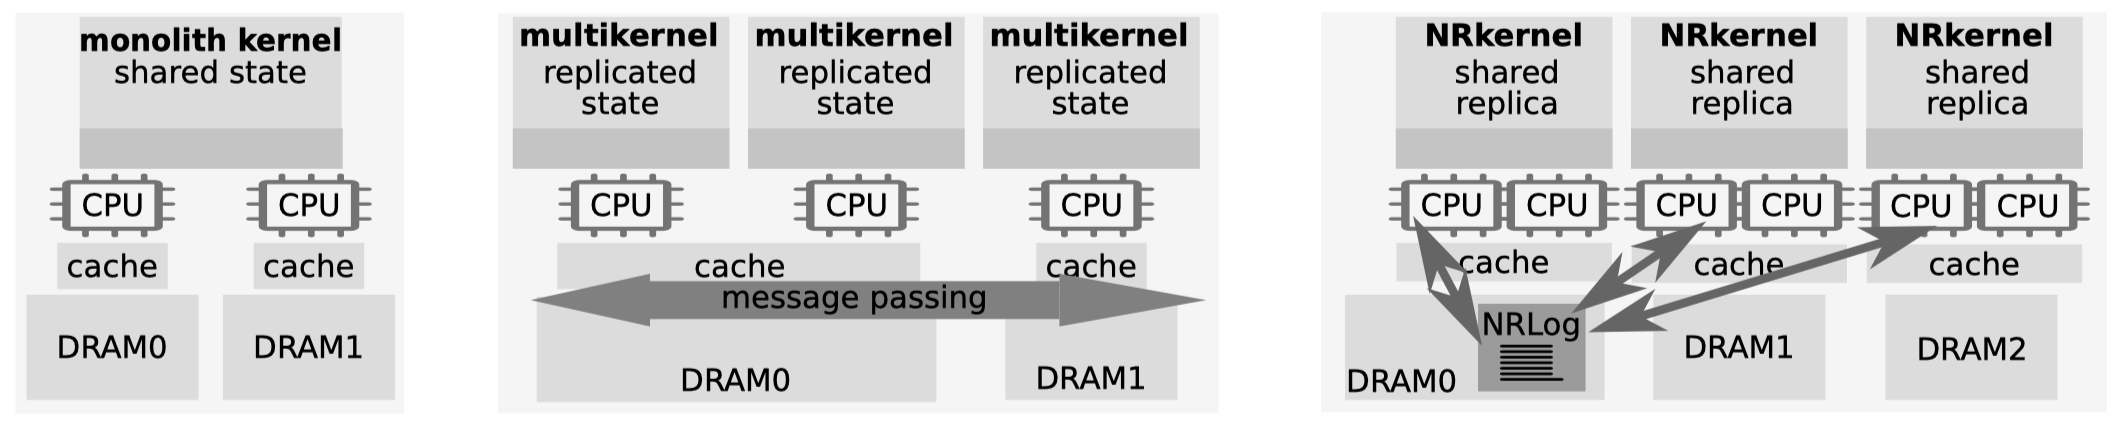 monolith kernel
shared state
CPU
CPU
cache
cache
DRAM0
DRAM1
multikernel
replicated
state
multikernel
replicated
state
multikernel
replicated
state
CPU
CPU
CPU
cache
cache
message passing
DRAM0
DRAM1
NRkernel
shared
replica
NRkernel
shared
replica
NRkernel
shared
replica
CPU
CPU
CPU
CPU
CPU
CPU
cache
cache
cache
NRLog
DRAM0
DRAM1
DRAM2